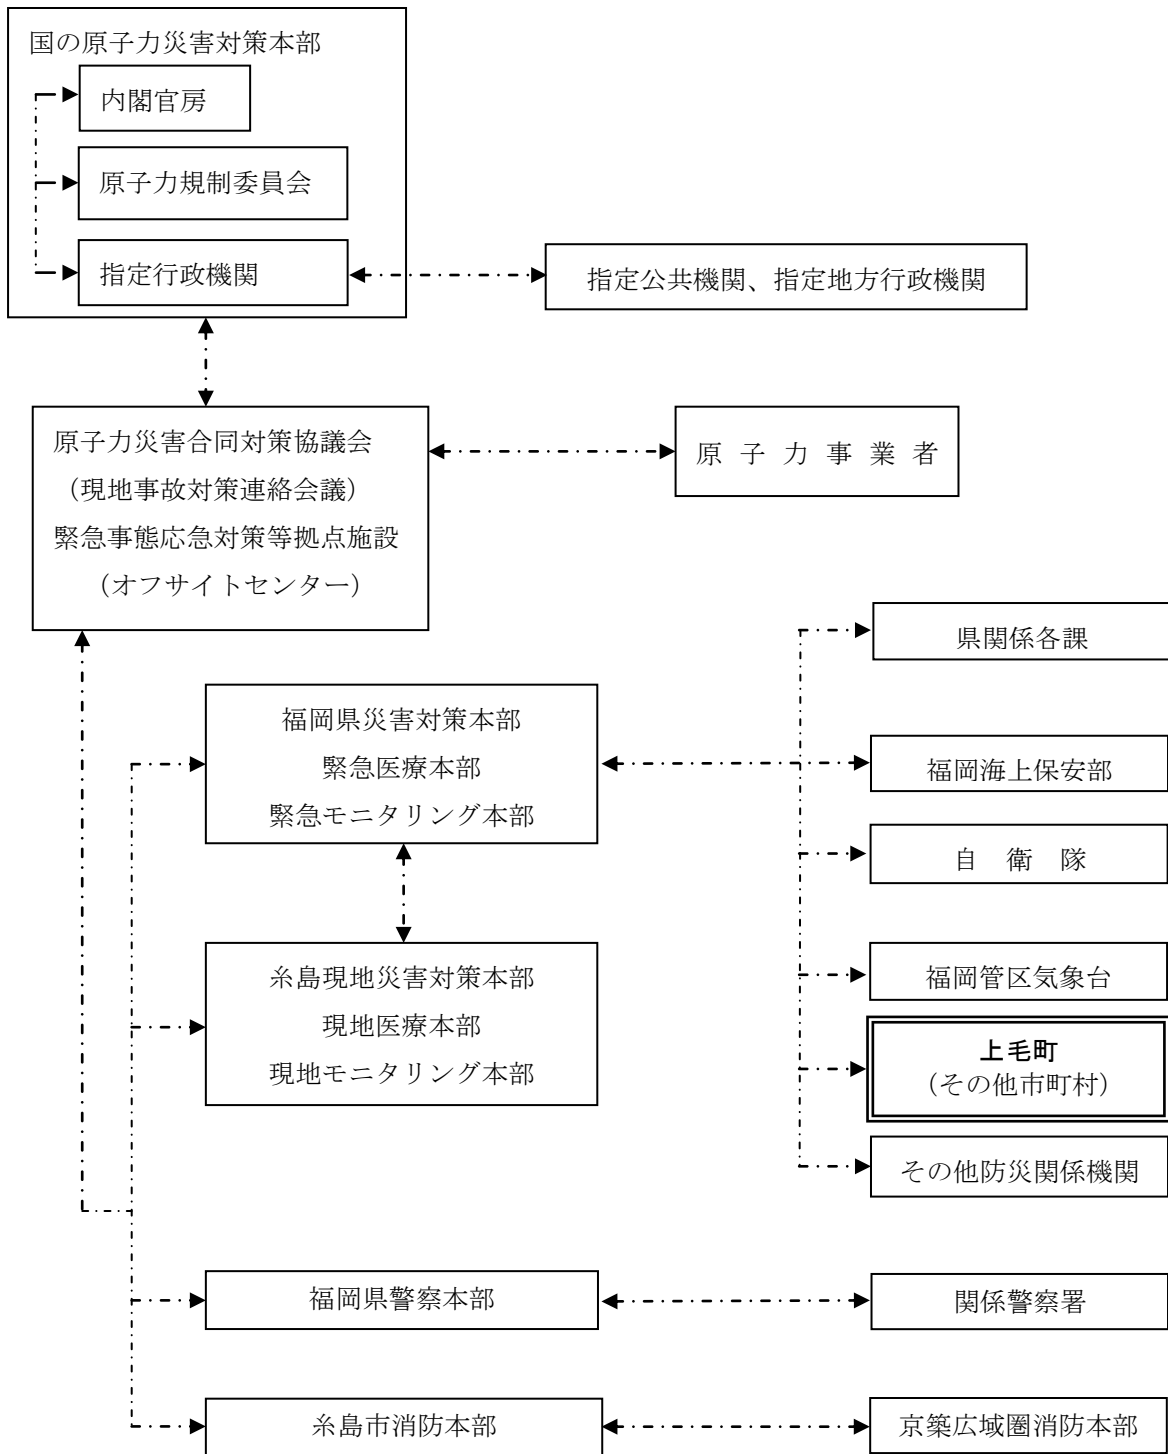 国の原子力災害対策本部
内閣官房
原子力規制委員会
指定行政機関
指定公共機関、指定地方行政機関
原子力災害合同対策協議会
（現地事故対策連絡会議）
緊急事態応急対策等拠点施設
（オフサイトセンター）
原子力事業者
県関係各課
福岡県災害対策本部
緊急医療本部
緊急モニタリング本部
福岡海上保安部
自衛隊
糸島現地災害対策本部
現地医療本部
現地モニタリング本部
福岡管区気象台
上毛町
（その他市町村）
その他防災関係機関
福岡県警察本部
関係警察署
糸島市消防本部
京築広域圏消防本部